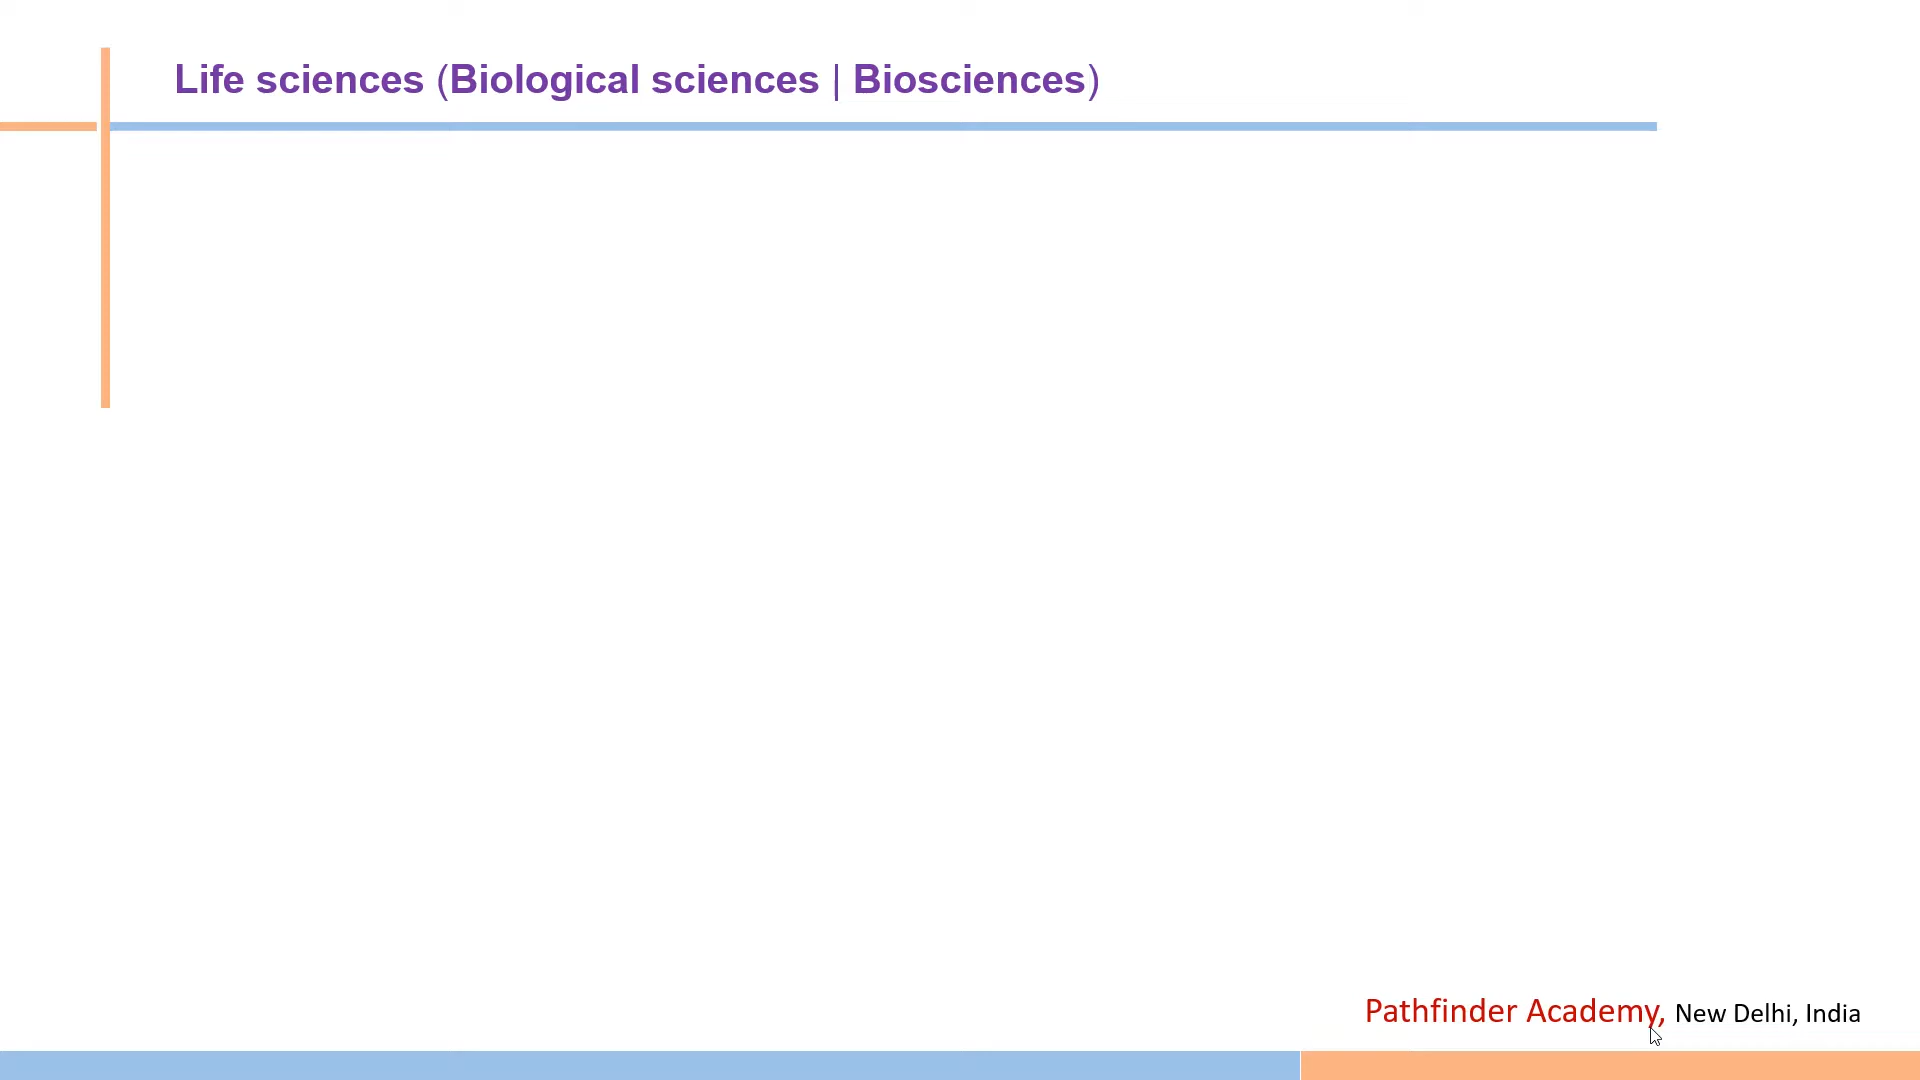 Life sciences (Biological sciences | Biosciences)
Pathfinder Academy, New Delhi, India